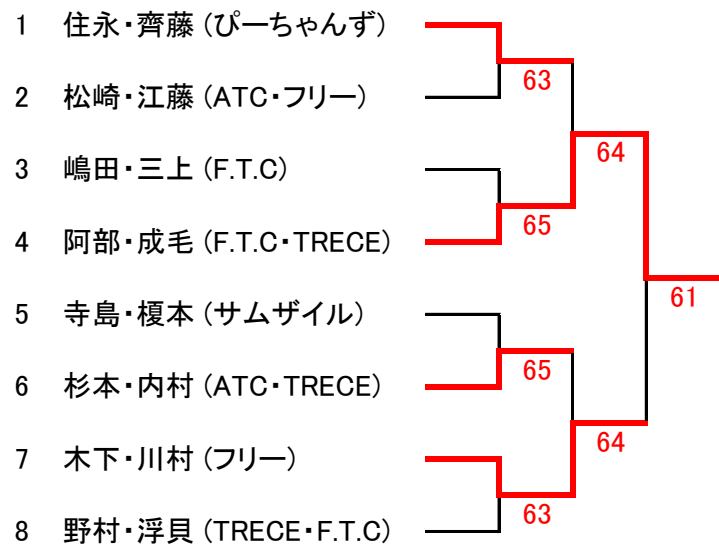 1 住永・齊藤 (ぴーちゃんず)
63
2 松崎・江藤 (ATC・フリー)
64
3 嶋田・三上 (F.T.C)
65
4 阿部・成毛 (F.T.C・TRECE)
61
5 寺島・榎本 (サムザイル)
65
6 杉本・内村 (ATC・TRECE)
64
7 木下・川村 (フリー)
63
8 野村・浮貝 (TRECE・F.T.C)